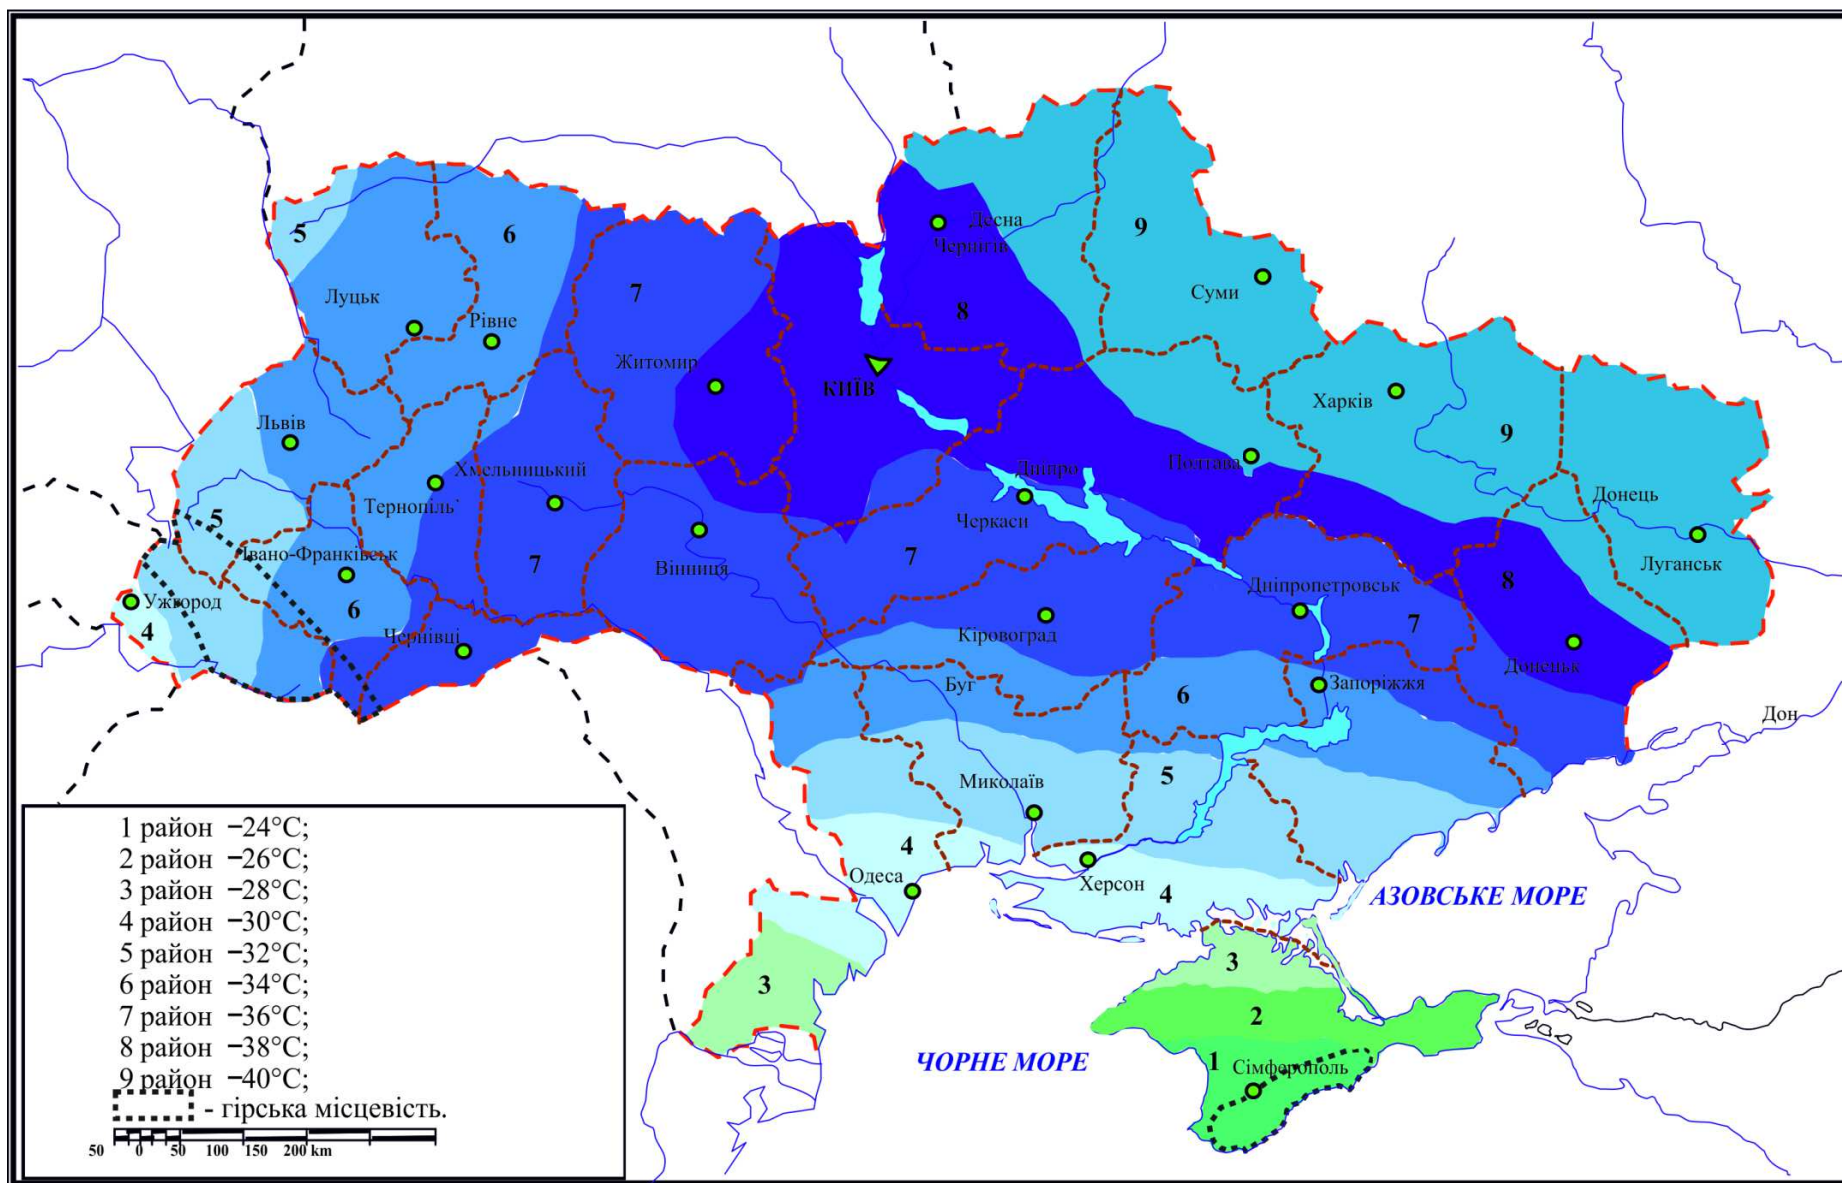 5
6
9
Десна
Чернігів
7
Луцьк
Суми
8
Рівне
Житомир
КИЇВ
Харків
Львів
9
Хмельницький
Дніпро
Полтава
Тернопіль`
Черкаси
Донець
5
Івано-Франківськ
Вінниця
7
7
8
Луганськ
Ужгород
Дніпропетровськ
4
6
Чернівці
Кіровоград
7
Донецьк
Буг
6
Запоріжжя
Дон
Миколаїв
5
4
Одеса
Херсон
4
АЗОВСЬКЕ МОРЕ
3
3
2
ЧОРНЕ МОРЕ
1
Сімферополь
1 район −24°C;
2 район −26°C;
3 район −28°C;
4 район −30°C;
5 район −32°C;
6 район −34°C;
7 район −36°C;
8 район −38°C;
9 район −40°C;
- гірська місцевість.
50 0 50 100 150 200 km